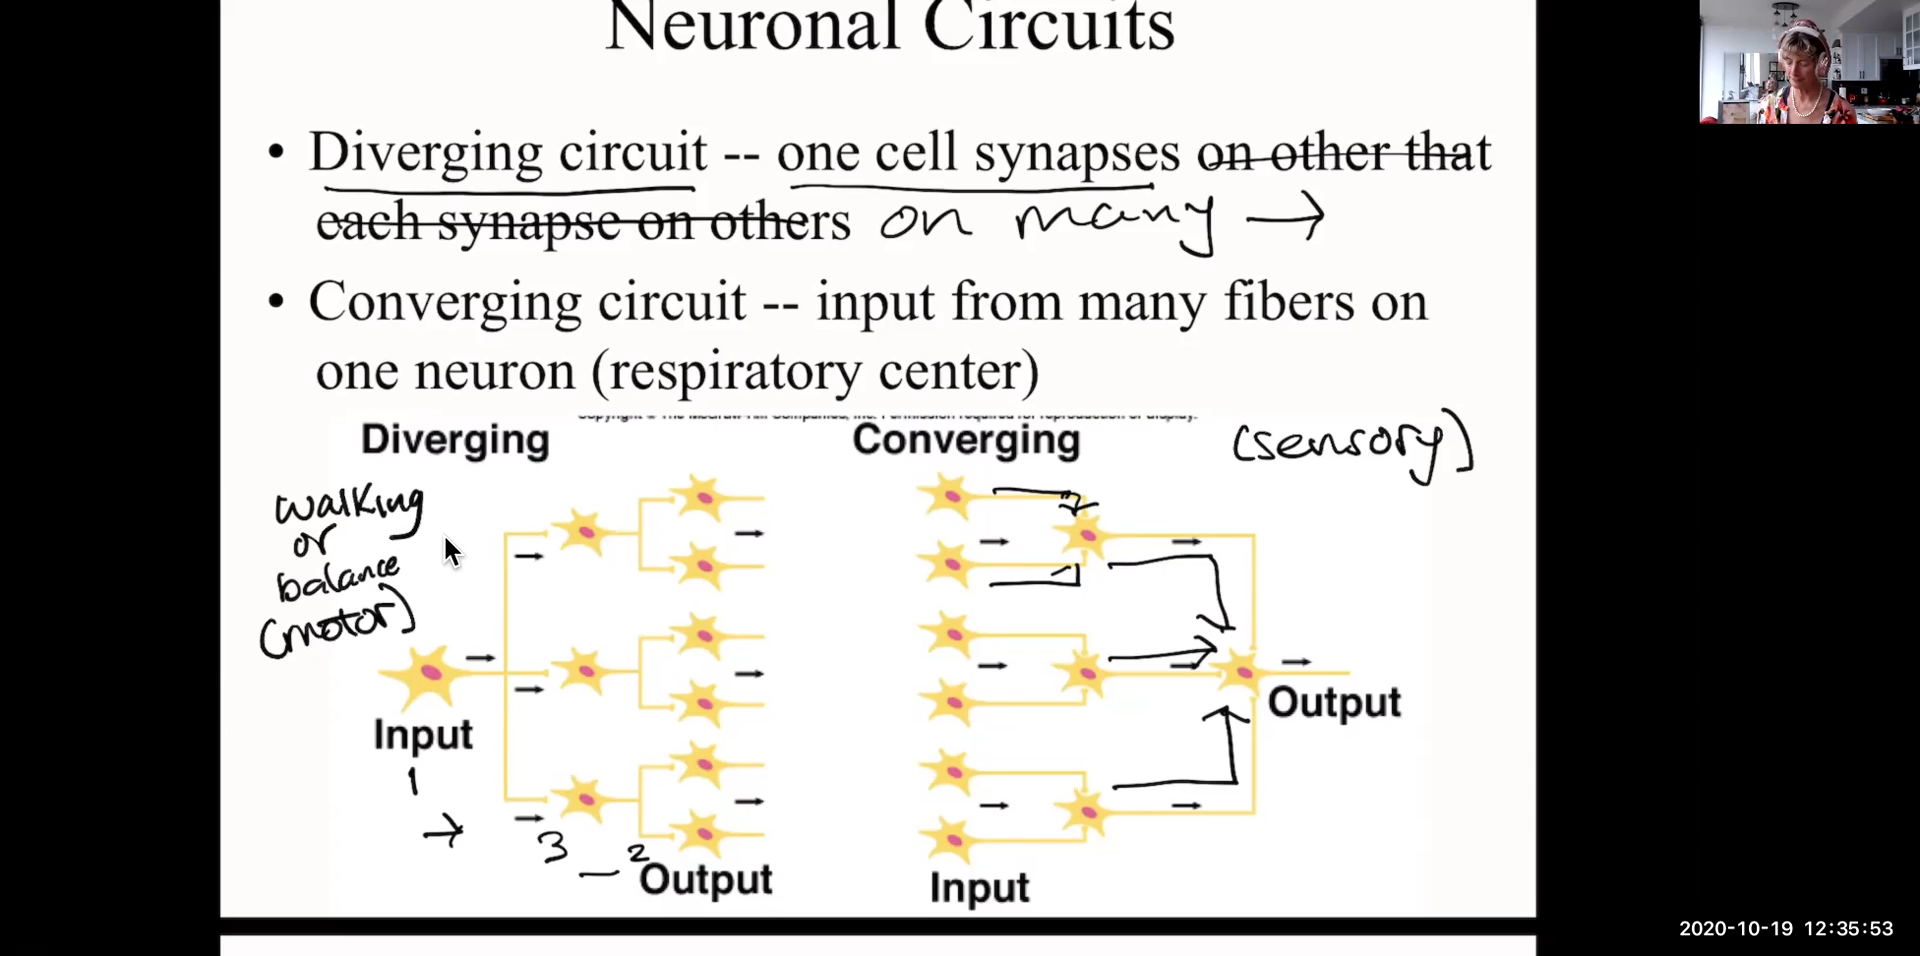 Neuronal Circuits
• Diverging circuit -- one cell synapses on other that
each synapse on others on many →
• Converging circuit -- input from many fibers on
one neuron (respiratory center)
Diverging
Converging
(sensory)
walking
or
balance
(motor)
Input
1
→
3 — 2
Output
Input
Output
2020-10-19 12:35:53